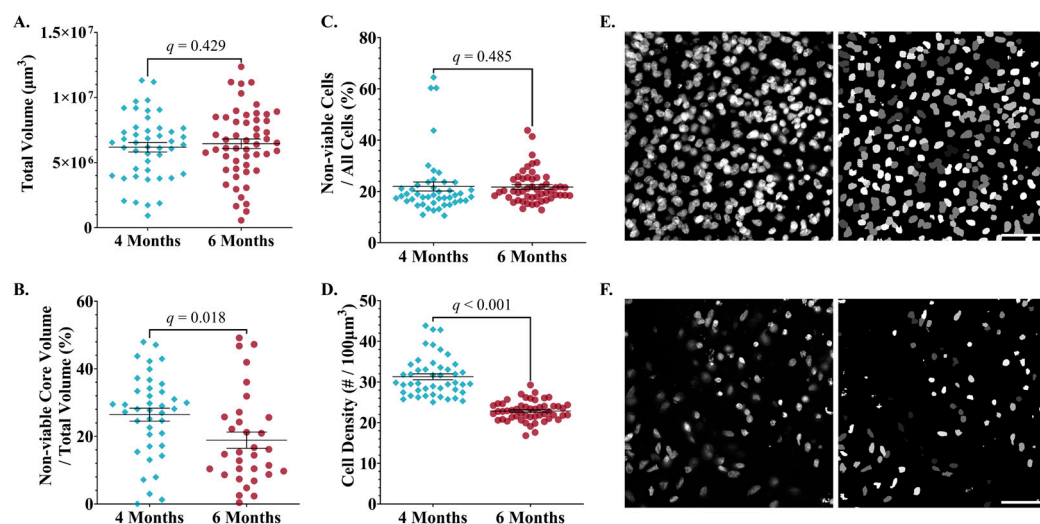 A.
Total Volume (µm³)
1.5×10⁷
1×10⁷
5×10⁶
0
q = 0.429
4 Months 6 Months
C.
Non-viable Cells
/ All Cells (%)
80
60
40
20
0
q = 0.485
4 Months 6 Months
E.
B.
Non-viable Core Volume
/ Total Volume (%)
60
40
20
0
q = 0.018
4 Months 6 Months
D.
Cell Density (# / 100µm³)
50
40
30
20
10
0
q < 0.001
4 Months 6 Months
F.